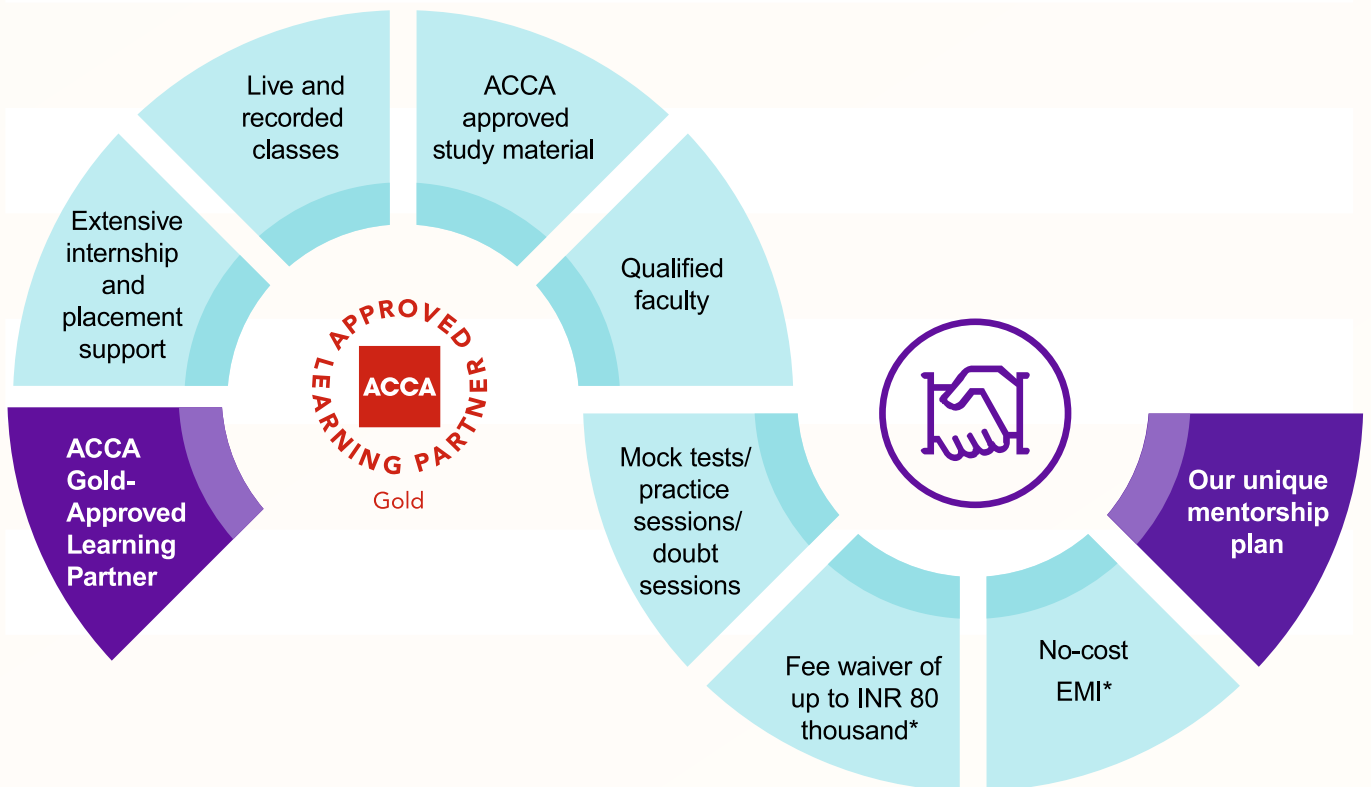 ACCA
Gold-
Approved
Learning
Partner
Extensive
internship
and
placement
support
Live and
recorded
classes
ACCA
approved
study material
Qualified
faculty
APPROVED
LEARNING PARTNER
ACCA
Gold
Mock tests/
practice
sessions/
doubt
sessions
Fee waiver of
up to INR 80
thousand*
No-cost
EMI*
Our unique
mentorship
plan